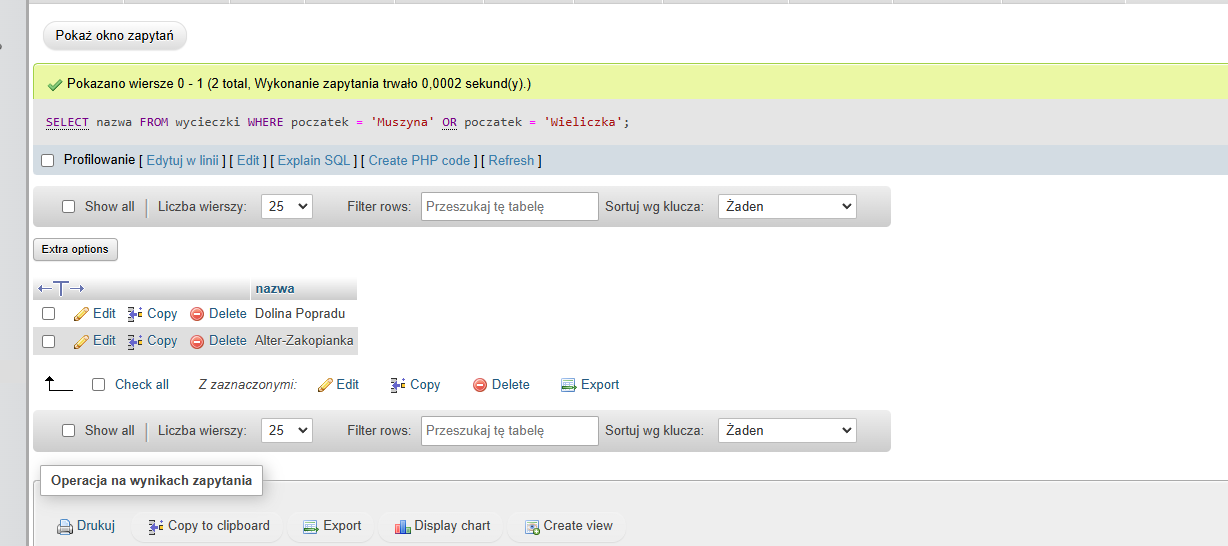 Pokaż okno zapytań
Pokazano wiersze 0 - 1 (2 total, Wykonanie zapytania trwało 0,0002 sekund(y).)
SELECT nazwa FROM wycieczki WHERE poczatek = 'Muszyna' OR poczatek = 'Wieliczka';
Profilowanie [ Edytuj w linii ] [ Edit ] [ Explain SQL ] [ Create PHP code ] [ Refresh ]
Show all Liczba wierszy: 25 Filter rows: Przeszukaj tę tabelę Sortuj wg klucza: Żaden
Extra options
←T→ nazwa
Edit Copy Delete Dolina Popradu
Edit Copy Delete Alter-Zakopianka
Check all Z zaznaczonymi: Edit Copy Delete Export
Show all Liczba wierszy: 25 Filter rows: Przeszukaj tę tabelę Sortuj wg klucza: Żaden
Operacja na wynikach zapytania
Drukuj Copy to clipboard Export Display chart Create view